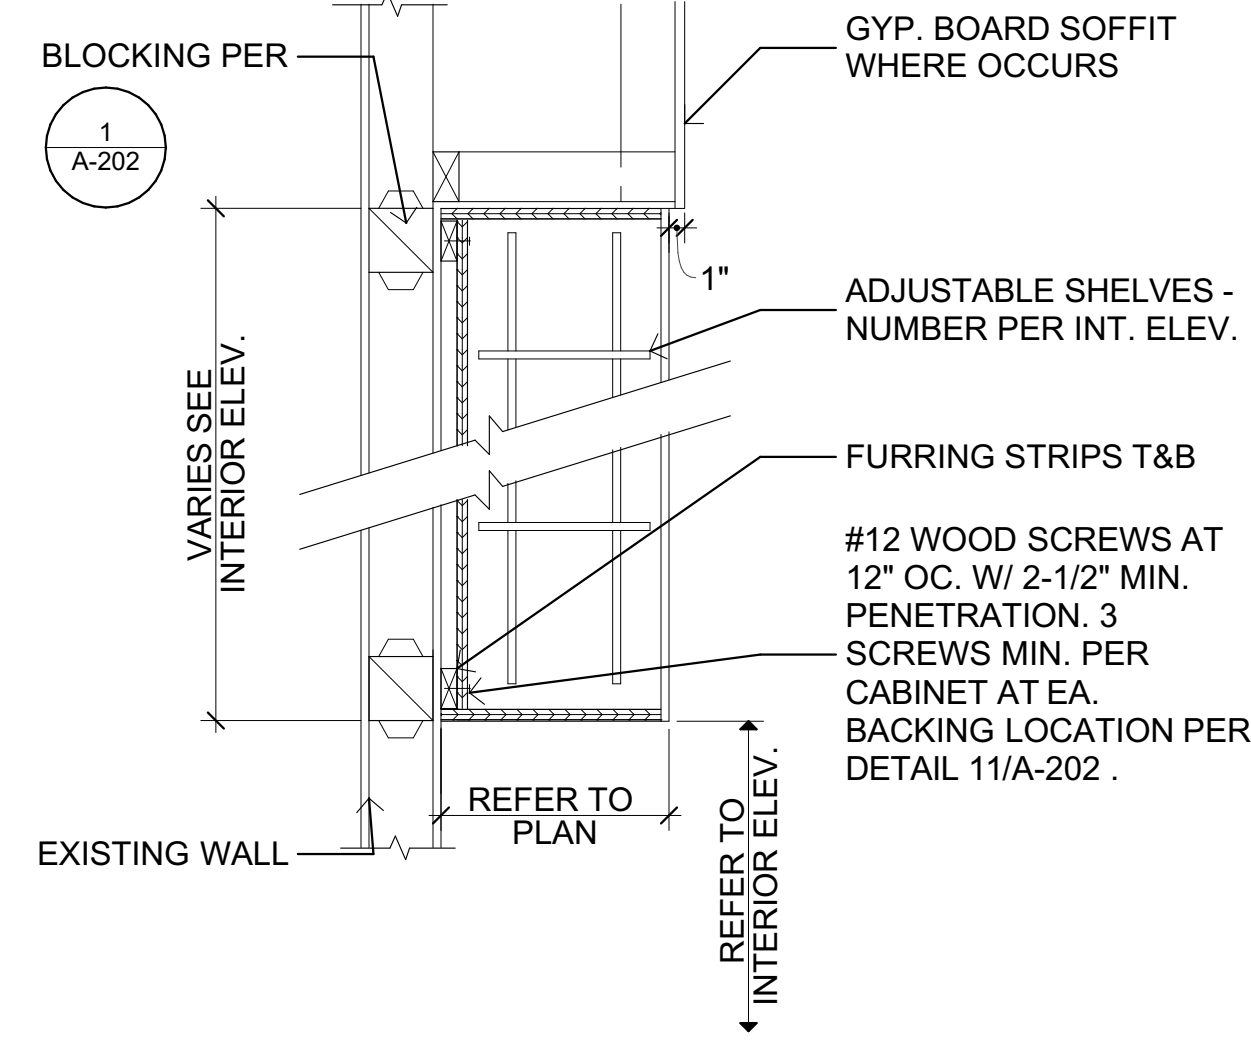 BLOCKING PER
1
A-202
GYP. BOARD SOFFIT
WHERE OCCURS
1"
ADJUSTABLE SHELVES -
NUMBER PER INT. ELEV.
VARIES SEE
INTERIOR ELEV.
FURRING STRIPS T&B
#12 WOOD SCREWS AT
12" OC. W/ 2-1/2" MIN.
PENETRATION. 3
SCREWS MIN. PER
CABINET AT EA.
BACKING LOCATION PER
DETAIL 11/A-202 .
REFER TO
PLAN
REFER TO
INTERIOR ELEV.
EXISTING WALL